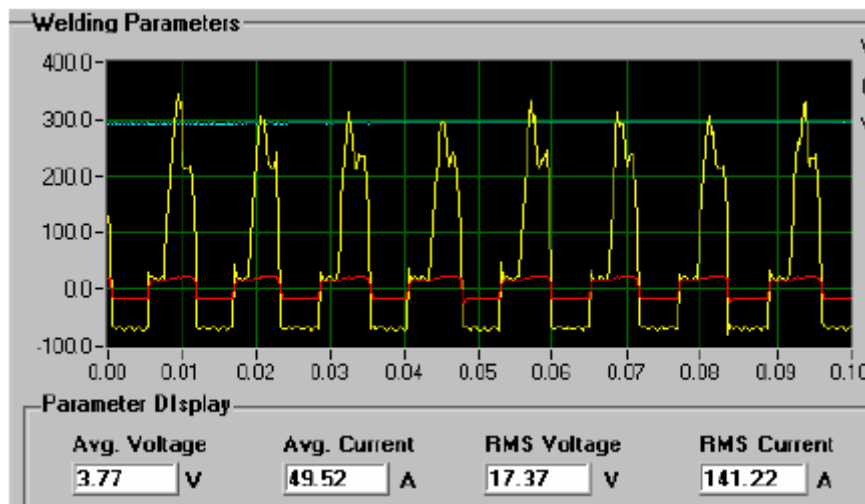 Welding Parameters
400.0
300.0
200.0
100.0
0.0
-100.0
0.00 0.01 0.02 0.03 0.04 0.05 0.06 0.07 0.08 0.09 0.10
Parameter DIsplay
Avg. Voltage Avg. Current RMS Voltage RMS Current
3.77 V 49.52 A 17.37 V 141.22 A